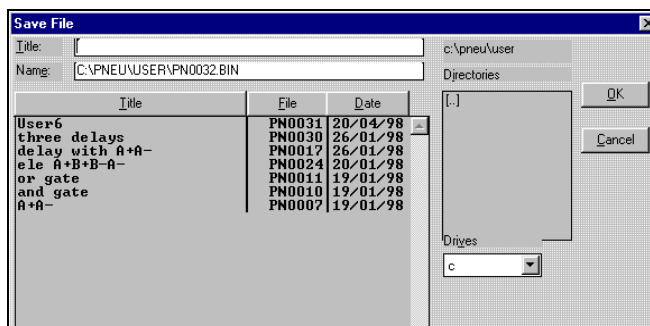 Save File
Title:
c:\pneu\user
Name: C:\PNEU\USER\PN0032.BIN
Directories
Title File Date
[..]
OK
User6 PN0031 20/04/98
three delays PN0030 26/01/98
delay with A+A- PN0017 26/01/98
Cancel
ele A+B+B-A- PN0024 20/01/98
or gate PN0011 19/01/98
and gate PN0010 19/01/98
A+A- PN0007 19/01/98
Drives
c